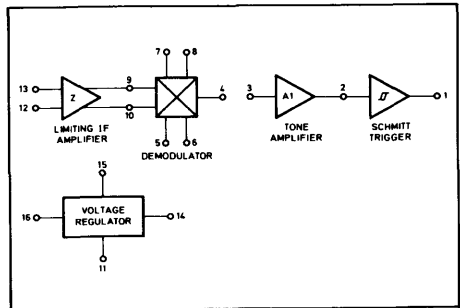 7 8
13 9 4 3 2 1
Z A1
12 10
LIMITING IF
AMPLIFIER
5 6
DEMODULATOR
TONE
AMPLIFIER
SCHMITT
TRIGGER
15
16 VOLTAGE
REGULATOR 14
11